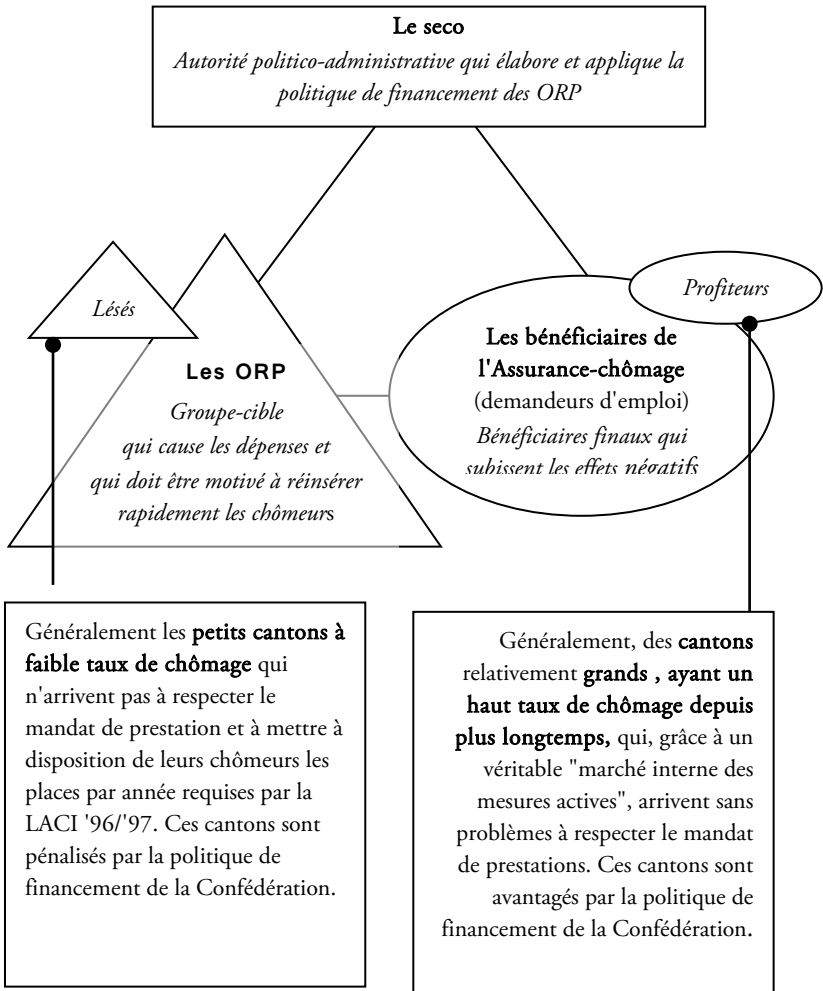 Le seco
Autorité politico-administrative qui élabore et applique la
politique de financement des ORP
Lésés
Profiteurs
Les ORP
Groupe-cible
qui cause les dépenses et
qui doit être motivé à réinsérer
rapidement les chômeurs
Les bénéficiaires de
l'Assurance-chômage
(demandeurs d'emploi)
Bénéficiaires finaux qui
subissent les effets négatifs
Généralement les petits cantons à
faible taux de chômage qui
n'arrivent pas à respecter le
mandat de prestation et à mettre à
disposition de leurs chômeurs les
places par année requises par la
LACI '96/'97. Ces cantons sont
pénalisés par la politique de
financement de la Confédération.
Généralement, des cantons
relativement grands , ayant un
haut taux de chômage depuis
plus longtemps, qui, grâce à un
véritable "marché interne des
mesures actives", arrivent sans
problèmes à respecter le mandat
de prestations. Ces cantons sont
avantagés par la politique de
financement de la Confédération.